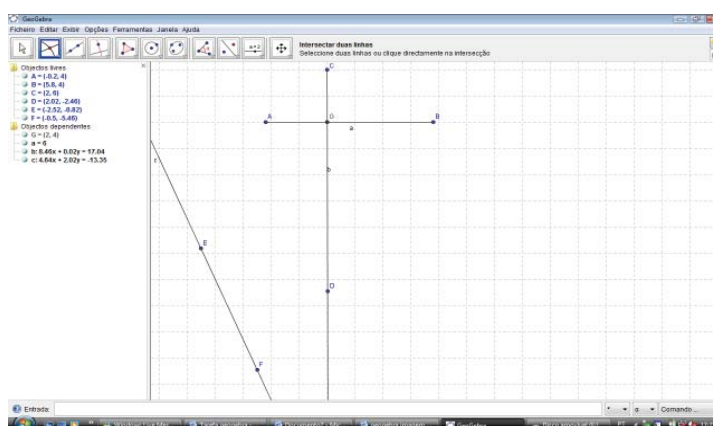 GeoGebra
Ficheiro Editar Exibir Opções Ferramentas Janela Ajuda
Intersectar duas linhas
Seleccione duas linhas ou clique directamente na intersecção
Objectos livres
A = (-0.2, 4)
B = (5.8, 4)
C = (2, 6)
D = (2.02, -2.46)
E = (-2.52, -0.82)
F = (-0.5, -5.46)
Objectos dependentes
G = (2, 4)
a = 6
b: 8.46x + 0.02y = 17.04
c: 4.64x + 2.02y = -13.35
C
A
B
a
b
E
D
F
Entrada:
α
Comando ...
GeoGebra
PT